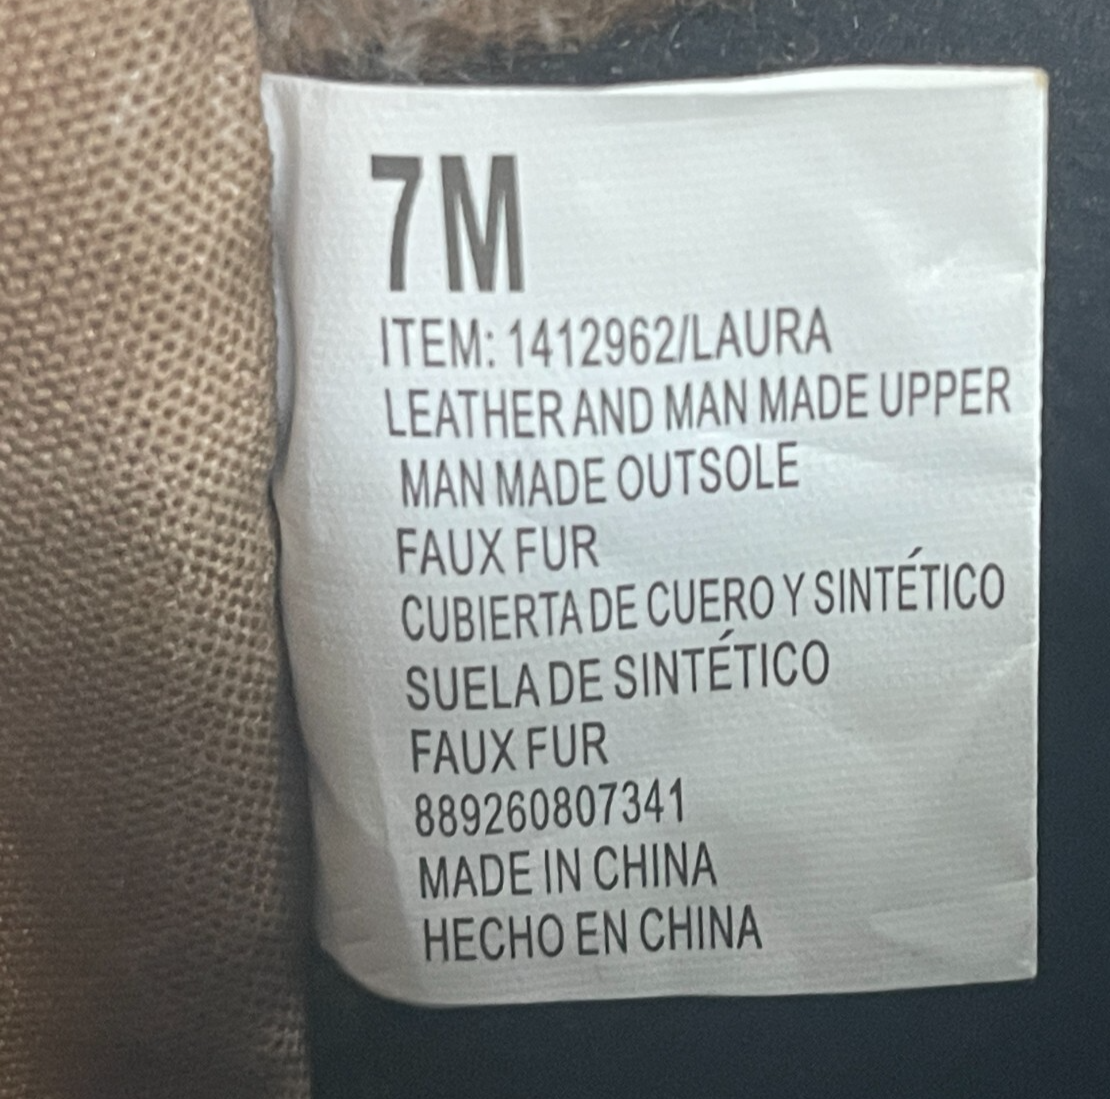 7M
ITEM: 1412962/LAURA
LEATHER AND MAN MADE UPPER
MAN MADE OUTSOLE
FAUX FUR
CUBIERTA DE CUERO Y SINTÉTICO
SUELA DE SINTÉTICO
FAUX FUR
889260807341
MADE IN CHINA
HECHO EN CHINA